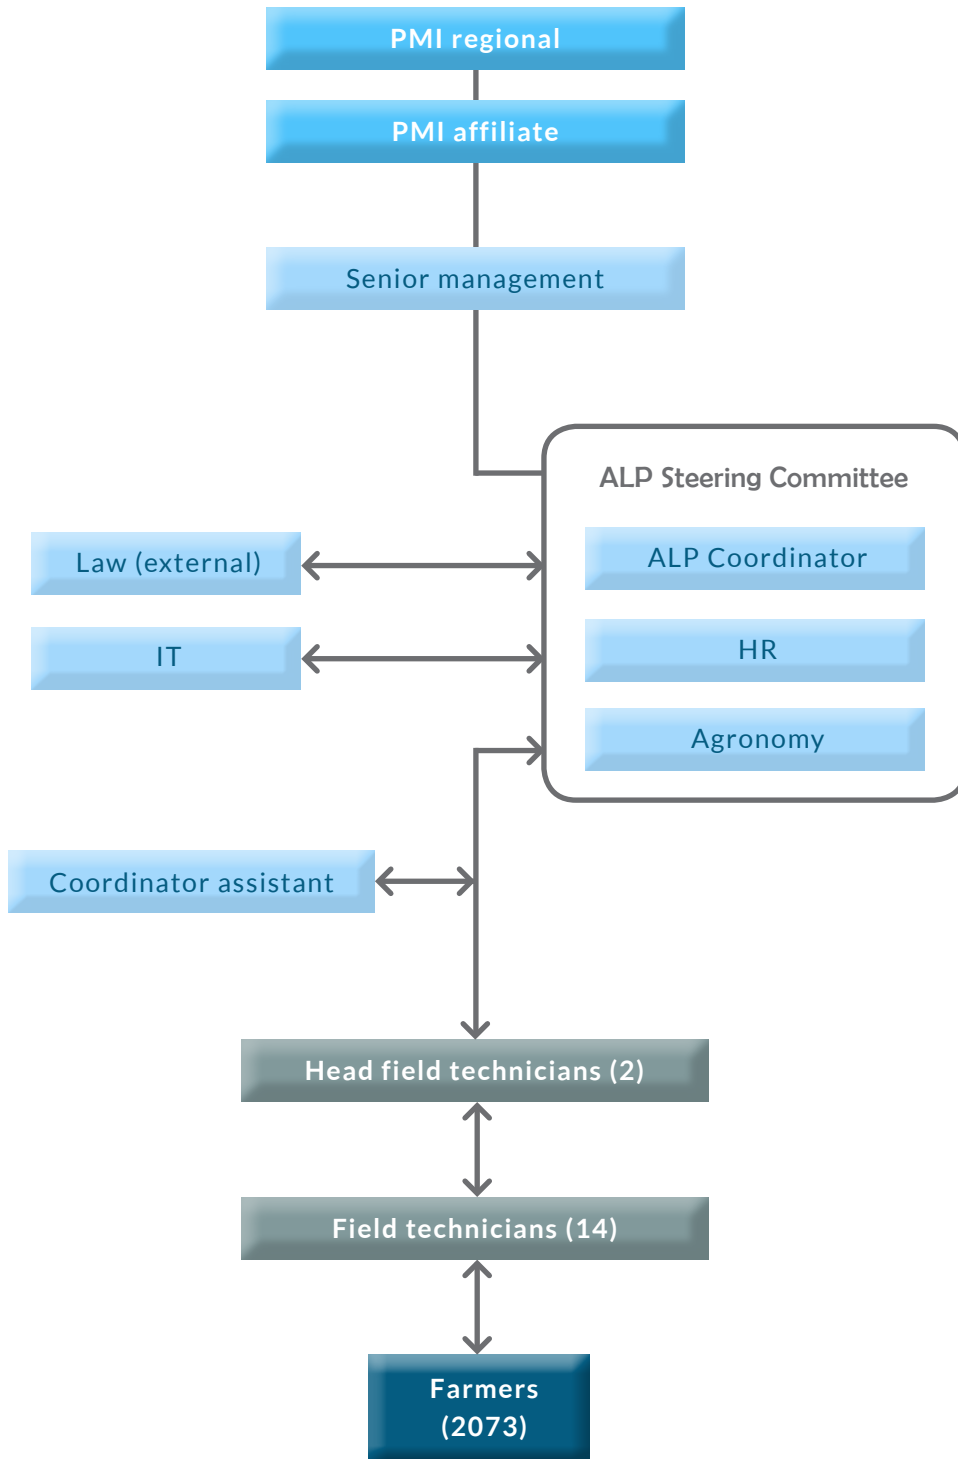 PMI regional
PMI affiliate
Senior management
ALP Steering Committee
Law (external)
ALP Coordinator
IT
HR
Agronomy
Coordinator assistant
Head field technicians (2)
Field technicians (14)
Farmers
(2073)